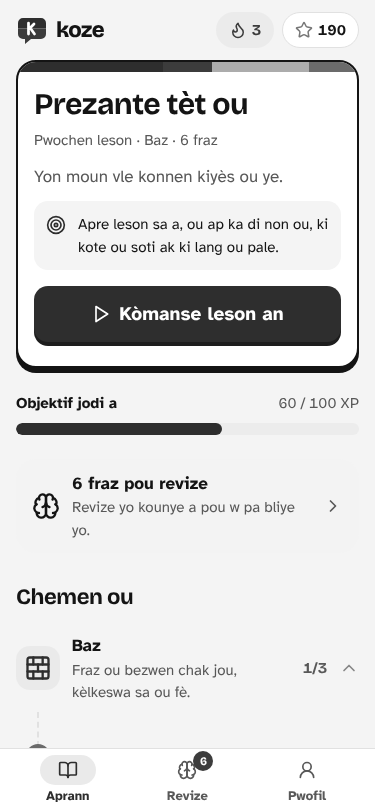 koze
3
190
Prezante tèt ou
Pwochen leson · Baz · 6 fraz
Yon moun vle konnen kiyès ou ye.
Apre leson sa a, ou ap ka di non ou, ki
kote ou soti ak ki lang ou pale.
Kòmanse leson an
Objektif jodi a
60 / 100 XP
6 fraz pou revize
Revize yo kounye a pou w pa bliye
yo.
Chemen ou
Baz
Fraz ou bezwen chak jou,
kèlkeswa sa ou fè.
1/3
6
Aprann
Revize
Pwofil